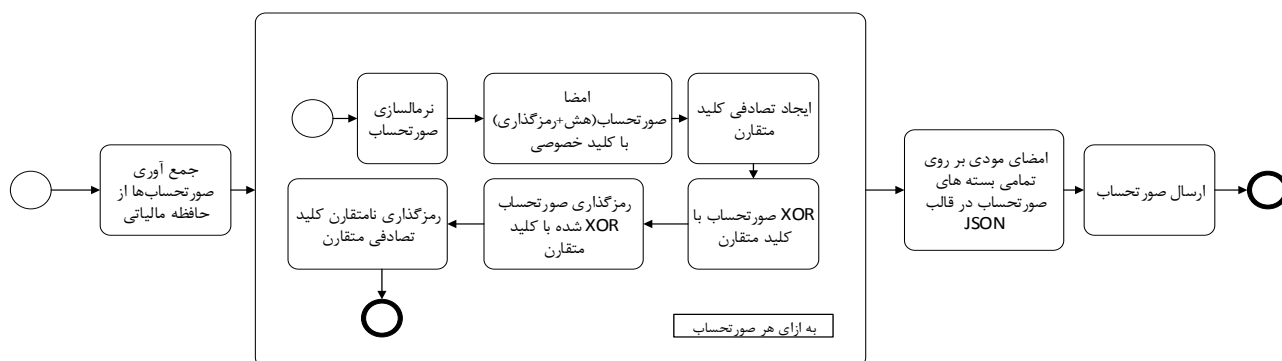 جمع آوری
صورتحساب‌ها از
حافظه مالیاتی
نرمالسازی
صورتحساب
امضا
صورتحساب(هش+رمزگذاری)
با کلید خصوصی
ایجاد تصادفی کلید
متقارن
XOR صورتحساب با
کلید متقارن
رمزگذاری صورتحساب
XOR شده با کلید
متقارن
رمزگذاری نامتقارن کلید
تصادفی متقارن
به ازای هر صورتحساب
امضای مودی بر روی
تمامی بسته های
صورتحساب در قالب
JSON
ارسال صورتحساب